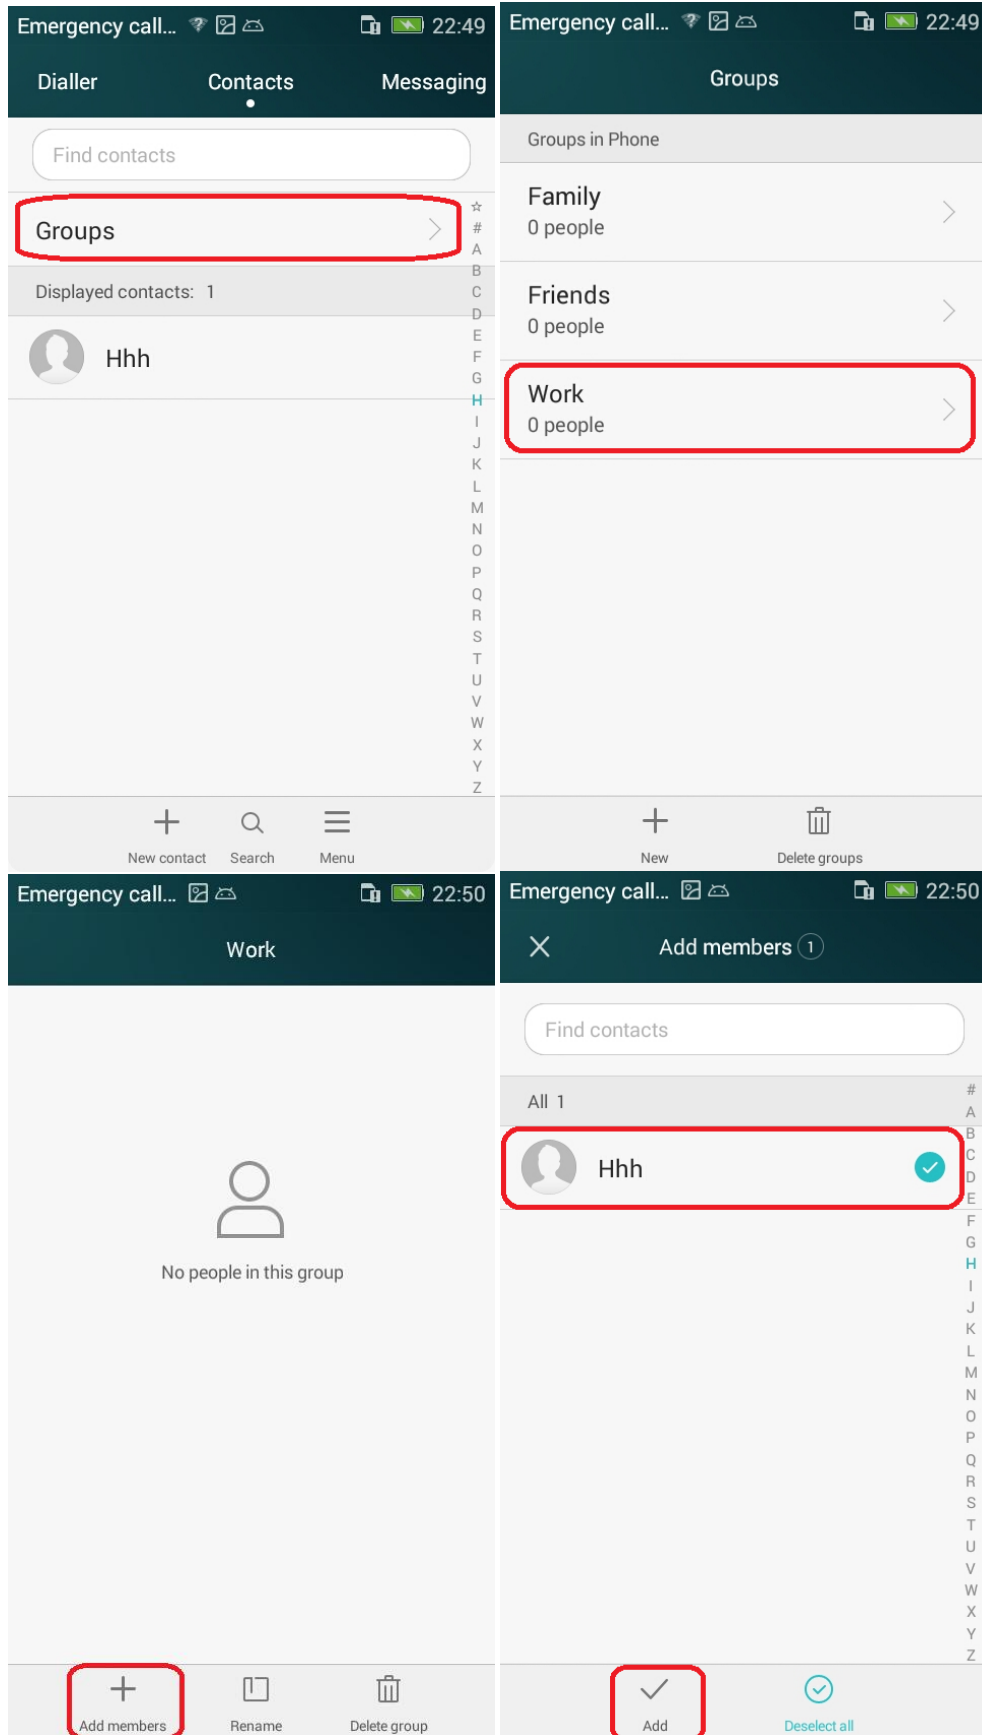 Emergency call... 22:49
Dialler Contacts Messaging
Find contacts
Groups
Displayed contacts: 1
Hhh
☆
#
A
B
C
D
E
F
G
H
I
J
K
L
M
N
O
P
Q
R
S
T
U
V
W
X
Y
Z
New contact Search Menu
Emergency call... 22:49
Groups
Groups in Phone
Family
0 people
Friends
0 people
Work
0 people
New Delete groups
Emergency call... 22:50
Work
No people in this group
Add members Rename Delete group
Emergency call... 22:50
Add members 1
Find contacts
All 1
Hhh
#
A
B
C
D
E
F
G
H
I
J
K
L
M
N
O
P
Q
R
S
T
U
V
W
X
Y
Z
Add Deselect all